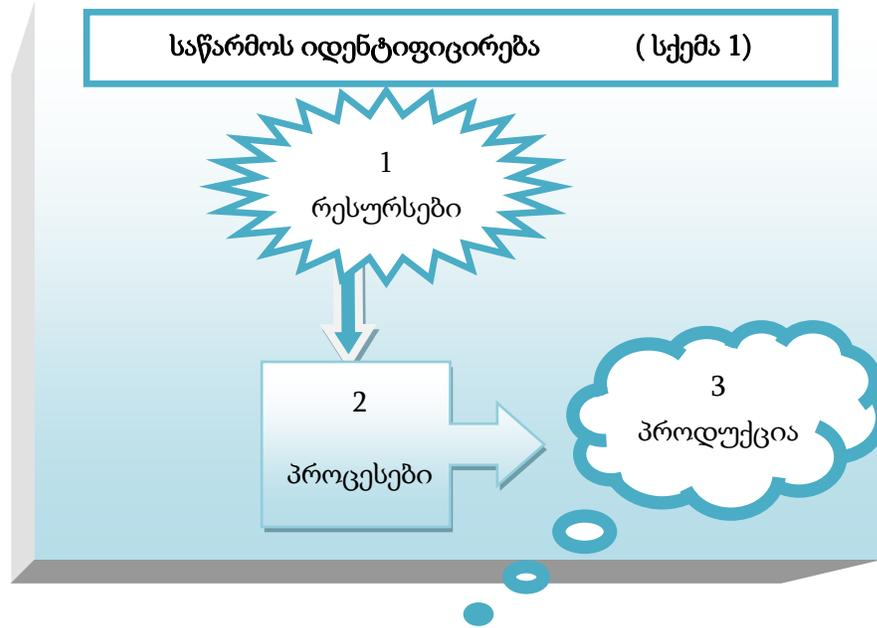 საწარმოს იდენტიფიცირება ( სქემა 1)
1
რესურსები
2
პროცესები
3
პროდუქცია